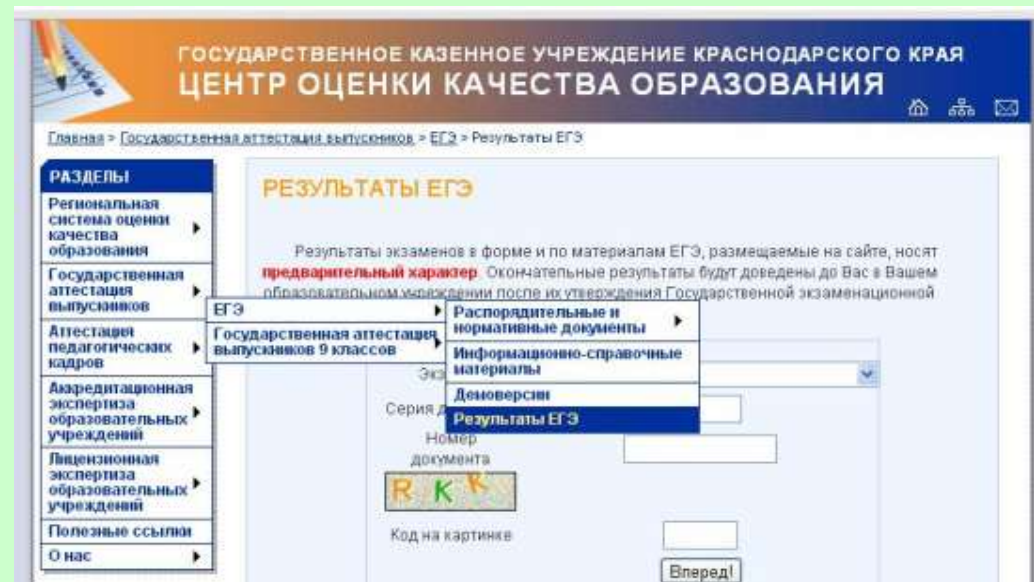 ГОСУДАРСТВЕННОЕ КАЗЕННОЕ УЧРЕЖДЕНИЕ КРАСНОДАРСКОГО КРАЯ
ЦЕНТР ОЦЕНКИ КАЧЕСТВА ОБРАЗОВАНИЯ
Главная > Государственная аттестация выпускников > ЕГЭ > Результаты ЕГЭ
РАЗДЕЛЫ
Региональная
система оценки
качества
образования
Государственная
аттестация
выпускников
Аттестация
педагогических
кадров
Аккредитационная
экспертиза
образовательных
учреждений
Лицензионная
экспертиза
образовательных
учреждений
Полезные ссылки
О нас
РЕЗУЛЬТАТЫ ЕГЭ
Результаты экзаменов в форме и по материалам ЕГЭ, размещаемые на сайте, носят
предварительный характер. Окончательные результаты будут доведены до Вас в Вашем
образовательном учреждении после их утверждения Государственной экзаменационной
ЕГЭ
Государственная аттестация
выпускников 9 классов
Распорядительные и
нормативные документы
Информационно-справочные
материалы
Демоверсии
Результаты ЕГЭ
Серия
Номер
документа
R K R
Код на картинке
Вперед!